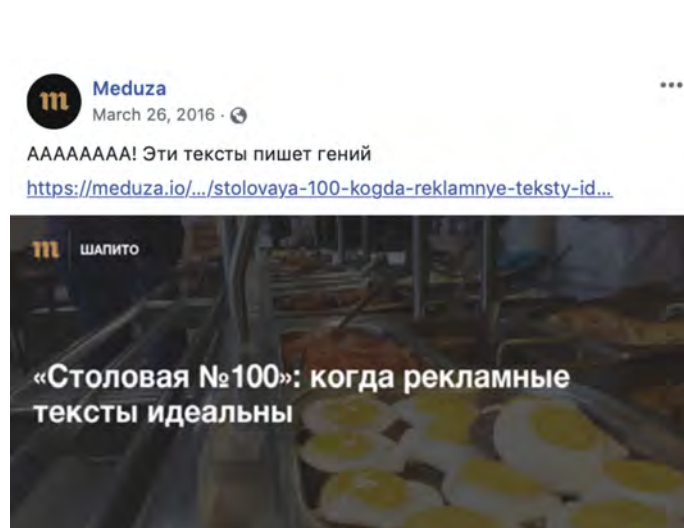 m
Meduza
March 26, 2016 ·
АААААААА! Эти тексты пишет гений
https://meduza.io/.../stolovaya-100-kogda-reklamnye-teksty-id...
m ШАПИТО
«Столовая №100»: когда рекламные
тексты идеальны